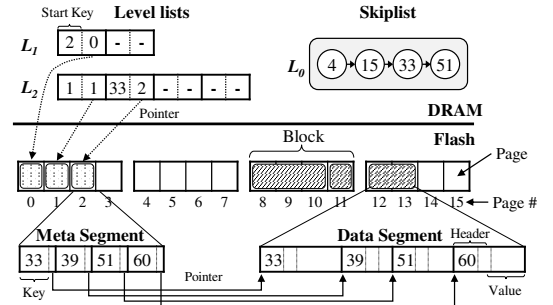 Level lists
Skiplist
Start Key
L1 2 0 - -
L0 4 15 33 51
L2 1 1 33 2 - - - -
Pointer
DRAM
Flash
Block
Page
0 1 2 3 4 5 6 7 8 9 10 11 12 13 14 15 Page #
Meta Segment
Data Segment
Header
33 39 51 60
33 39 51 60
Key
Pointer
Value